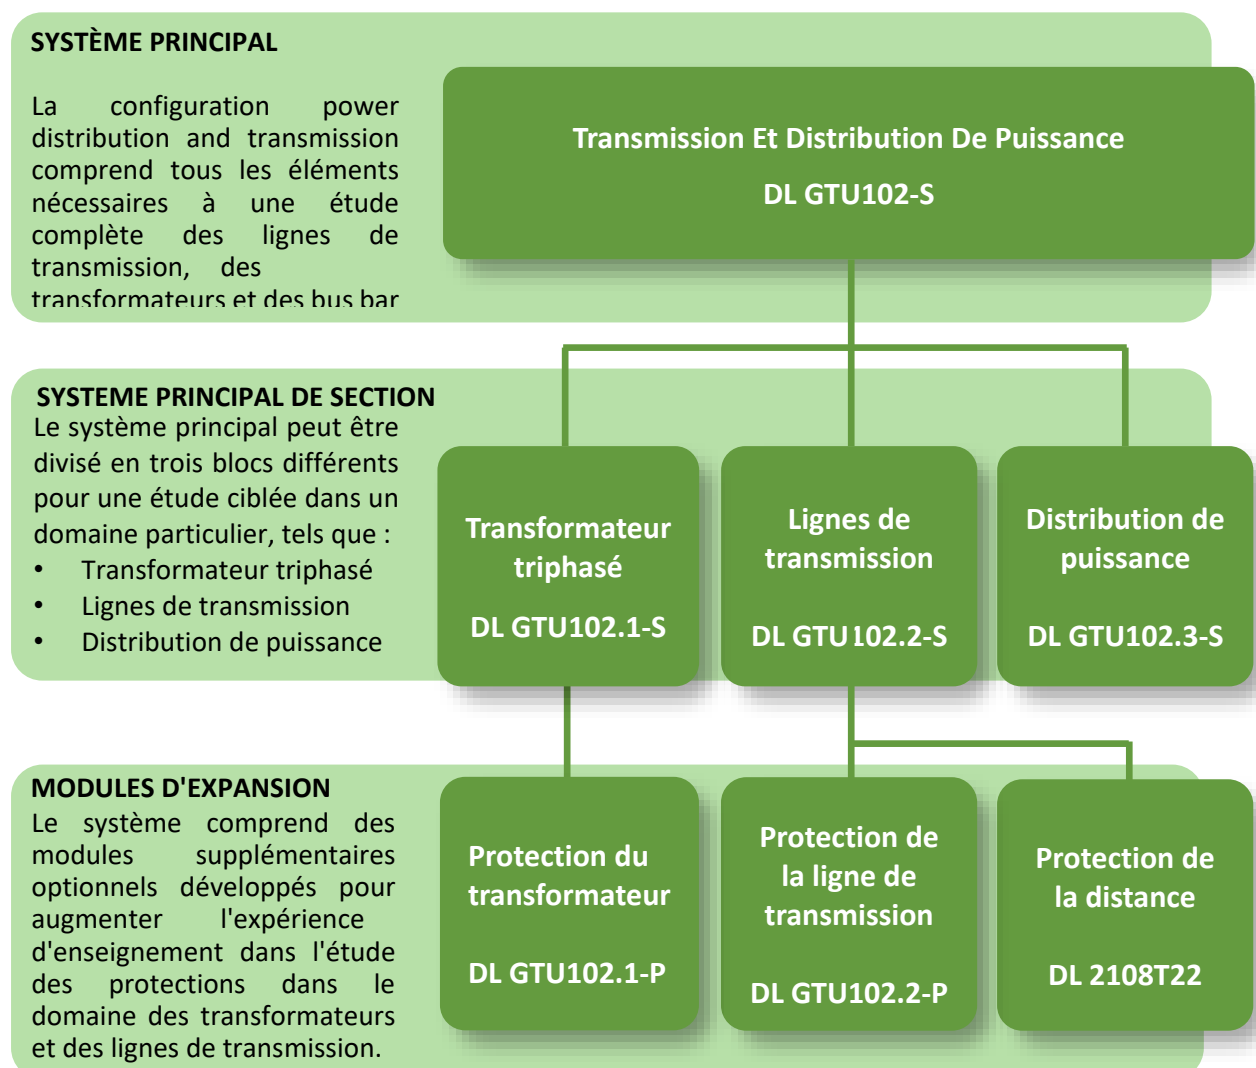 SYSTÈME PRINCIPAL
La configuration power
distribution and transmission
comprend tous les éléments
nécessaires à une étude
complète des lignes de
transmission, des
transformateurs et des bus bar
Transmission Et Distribution De Puissance
DL GTU102-S
SYSTEME PRINCIPAL DE SECTION
Le système principal peut être
divisé en trois blocs différents
pour une étude ciblée dans un
domaine particulier, tels que :
• Transformateur triphasé
• Lignes de transmission
• Distribution de puissance
Transformateur
triphasé
DL GTU102.1-S
Lignes de
transmission
DL GTU102.2-S
Distribution de
puissance
DL GTU102.3-S
MODULES D'EXPANSION
Le système comprend des
modules supplémentaires
optionnels développés pour
augmenter l'expérience
d'enseignement dans l'étude
des protections dans le
domaine des transformateurs
et des lignes de transmission.
Protection du
transformateur
DL GTU102.1-P
Protection de
la ligne de
transmission
DL GTU102.2-P
Protection de
la distance
DL 2108T22